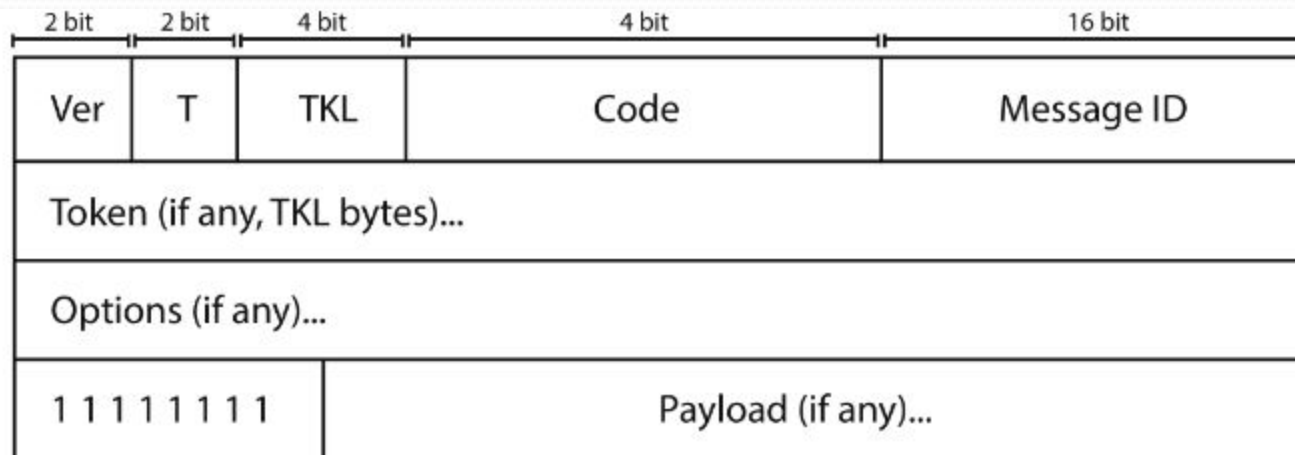 2 bit 2 bit 4 bit 4 bit 16 bit
Ver T TKL Code Message ID
Token (if any, TKL bytes)...
Options (if any)...
1 1 1 1 1 1 1 1 Payload (if any)...